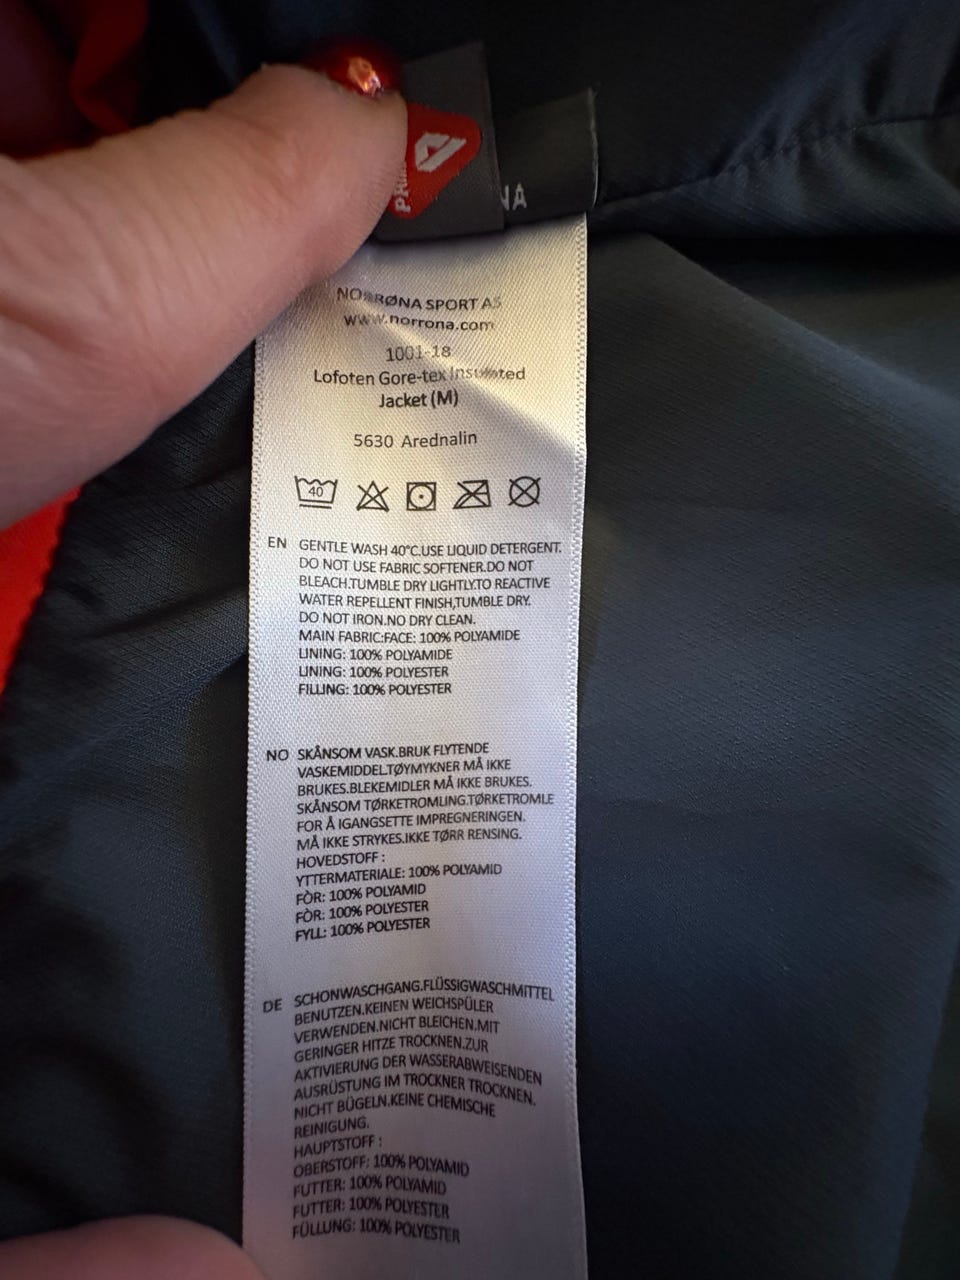 NA
NORRØNA SPORT AS
www.norrona.com
1001-18
Lofoten Gore-tex Insulated
Jacket (M)
5630 Arednalin
40
EN GENTLE WASH 40°C.USE LIQUID DETERGENT.
DO NOT USE FABRIC SOFTENER.DO NOT
BLEACH.TUMBLE DRY LIGHTLY.TO REACTIVE
WATER REPELLENT FINISH,TUMBLE DRY.
DO NOT IRON.NO DRY CLEAN.
MAIN FABRIC:FACE: 100% POLYAMIDE
LINING: 100% POLYAMIDE
LINING: 100% POLYESTER
FILLING: 100% POLYESTER
NO SKÅNSOM VASK.BRUK FLYTENDE
VASKEMIDDEL.TØYMYKNER MÅ IKKE
BRUKES.BLEKEMIDLER MÅ IKKE BRUKES.
SKÅNSOM TØRKETROMLING.TØRKETROMLE
FOR Å IGANGSETTE IMPREGNERINGEN.
MÅ IKKE STRYKES.IKKE TØRR RENSING.
HOVEDSTOFF :
YTTERMATERIALE: 100% POLYAMID
FÒR: 100% POLYAMID
FÒR: 100% POLYESTER
FYLL: 100% POLYESTER
DE SCHONWASCHGANG.FLÜSSIGWASCHMITTEL
BENUTZEN.KEINEN WEICHSPÜLER
VERWENDEN.NICHT BLEICHEN.MIT
GERINGER HITZE TROCKNEN.ZUR
AKTIVIERUNG DER WASSERABWEISENDEN
AUSRÜSTUNG IM TROCKNER TROCKNEN.
NICHT BÜGELN.KEINE CHEMISCHE
REINIGUNG.
HAUPTSTOFF :
OBERSTOFF: 100% POLYAMID
FUTTER: 100% POLYAMID
FUTTER: 100% POLYESTER
FÜLLUNG: 100% POLYESTER